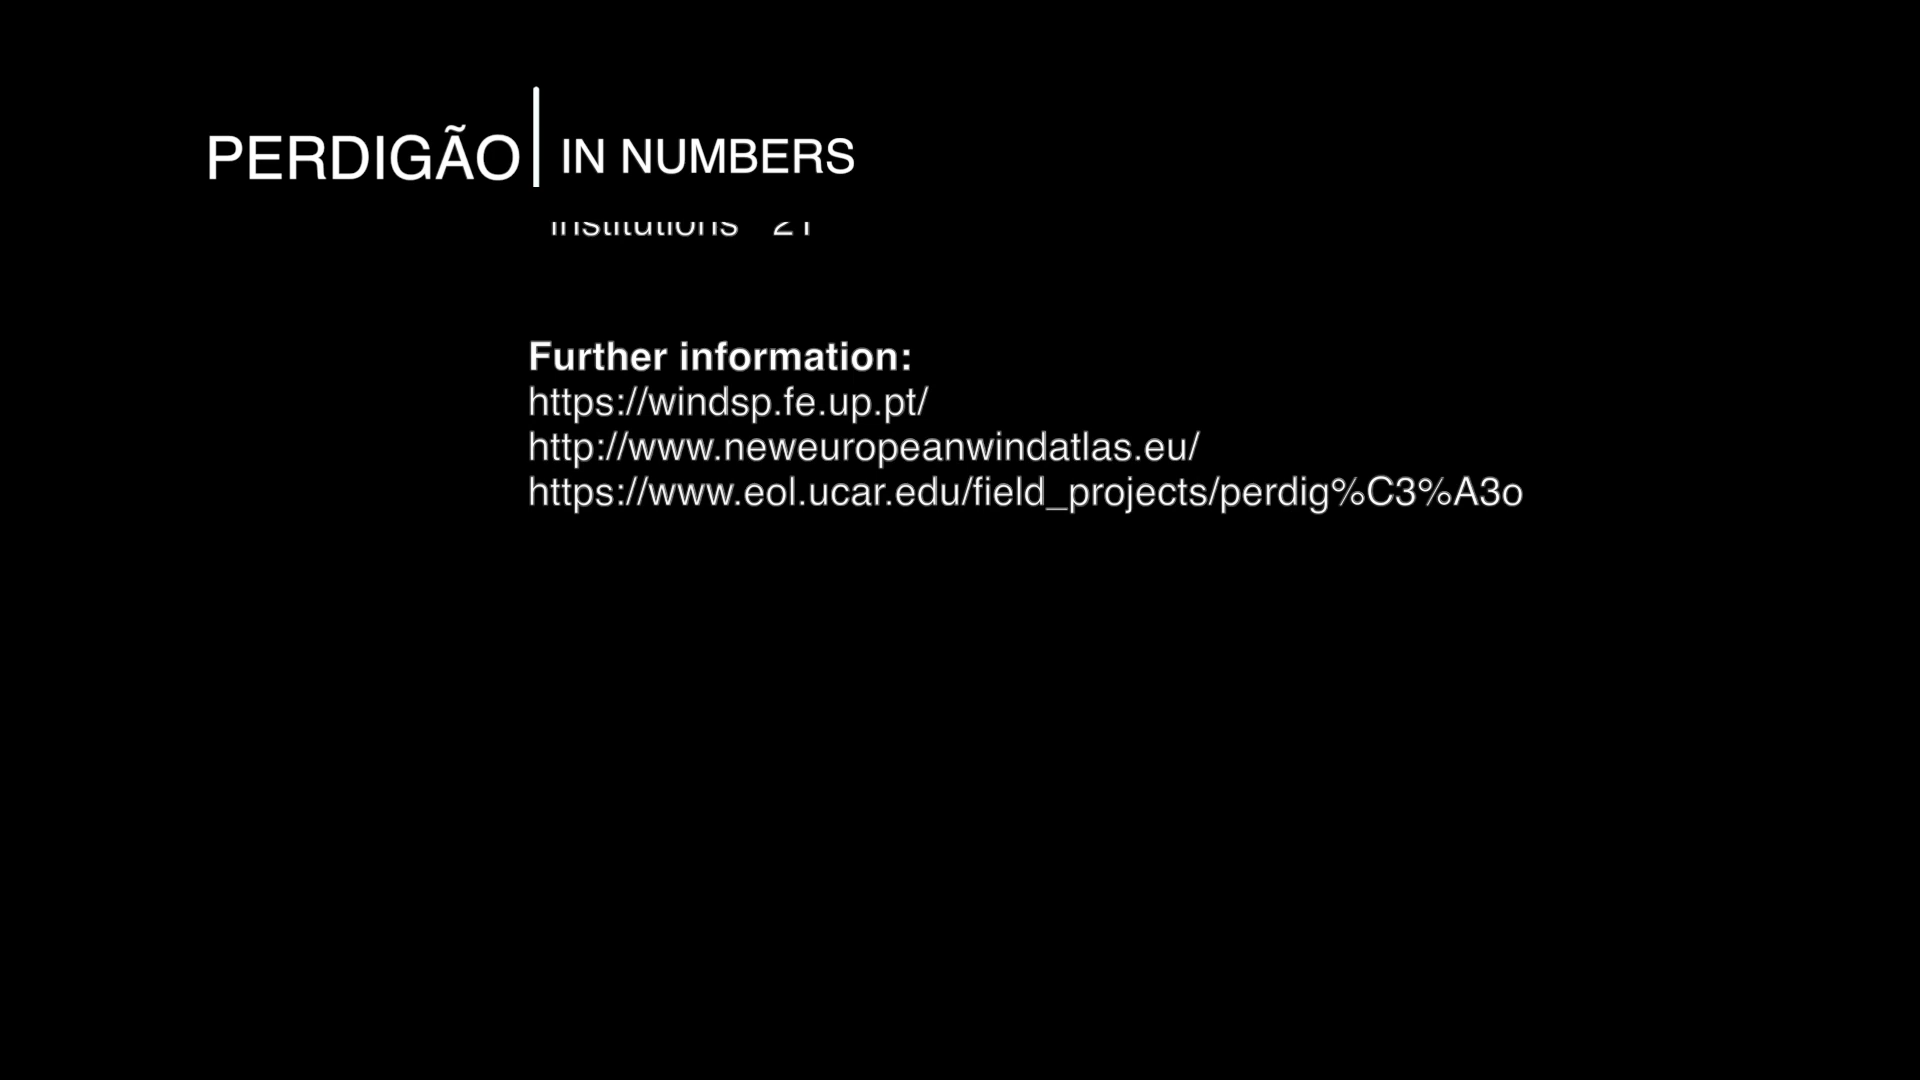 PERDIGÃO IN NUMBERS
institutions
Further information:
https://windsp.fe.up.pt/
http://www.neweuropeanwindatlas.eu/
https://www.eol.ucar.edu/field_projects/perdig%C3%A3o